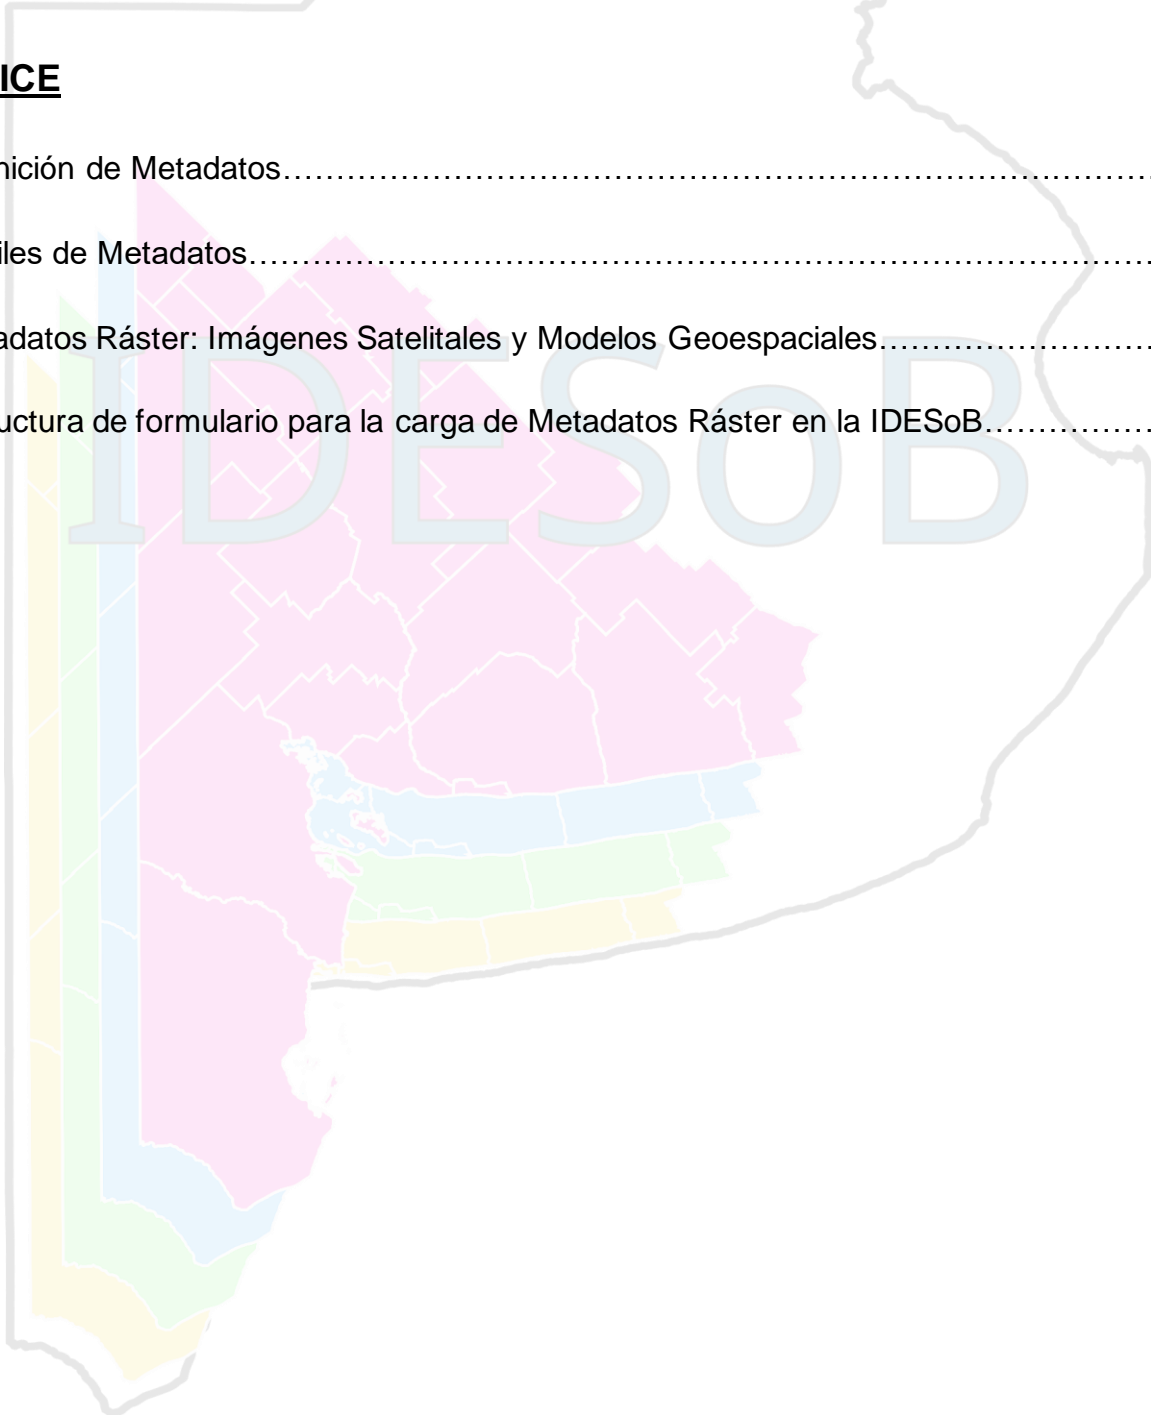 ICE
nición de Metadatos……………………………………………………………………
iles de Metadatos………………………………………………………………………
adatos Ráster: Imágenes Satelitales y Modelos Geoespaciales……………………
uctura de formulario para la carga de Metadatos Ráster en la IDESoB……………
IDESoB